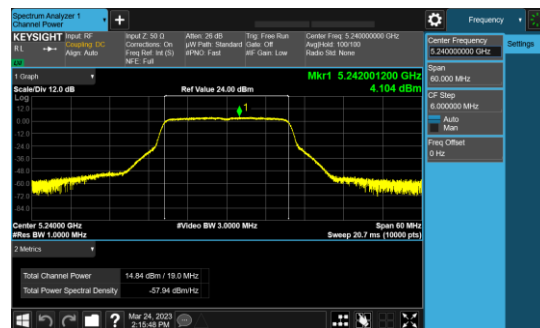 Spectrum Analyzer 1
Channel Power
+
Frequency
KEYSIGHT
RL
Input: RF
Coupling: DC
Align: Auto
Input Z: 50 Ω
Corrections: On
Freq Ref: Int (S)
NFE: Full
Atten: 26 dB
µW Path: Standard
#PNO: Fast
Trig: Free Run
Gate: Off
#IF Gain: Low
Center Freq: 5.240000000 GHz
Avg|Hold: 100/100
Radio Std: None
Center Frequency
5.240000000 GHz
Settings
Span
60.000 MHz
CF Step
6.000000 MHz
Auto
Man
Freq Offset
0 Hz
1 Graph
Scale/Div 12.0 dB
Ref Value 24.00 dBm
Mkr1 5.242001200 GHz
4.104 dBm
Log
12.0
0.00
-12.0
-24.0
-36.0
-48.0
-60.0
-72.0
-84.0
1
Center 5.24000 GHz
#Video BW 3.0000 MHz
Span 60 MHz
#Res BW 1.0000 MHz
Sweep 20.7 ms (10000 pts)
2 Metrics
Total Channel Power 14.84 dBm / 19.0 MHz
Total Power Spectral Density -57.94 dBm/Hz
?
Mar 24, 2023
2:15:48 PM